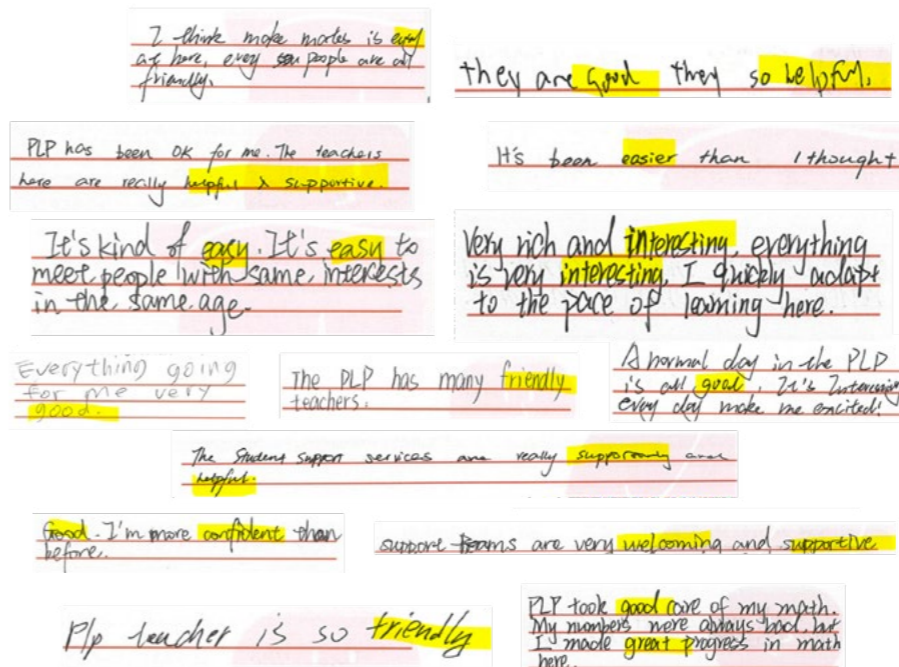 I think make mates is easy
at here, every people are all
friendly.
they are good they so helpful.
PLP has been OK for me. The teachers
here are really helpful & supportive.
It's been easier than I thought
It's kind of easy. It's easy to
meet people with same interests
in the same age.
Very rich and interesting, everything
is very interesting. I quickly adapt
to the pace of learning here.
Everything going
for me very
good.
The PLP has many friendly
teachers.
A normal day in the PLP
is all good. It's Interesting
every day make me excited!
The Student support services are really and
helpful.
Good. I'm more confident than
before.
support teams are very welcoming and supportive
Plp teacher is so friendly
PLP took good care of my math.
My numbers were always bad, but
I made great progress in math
here.